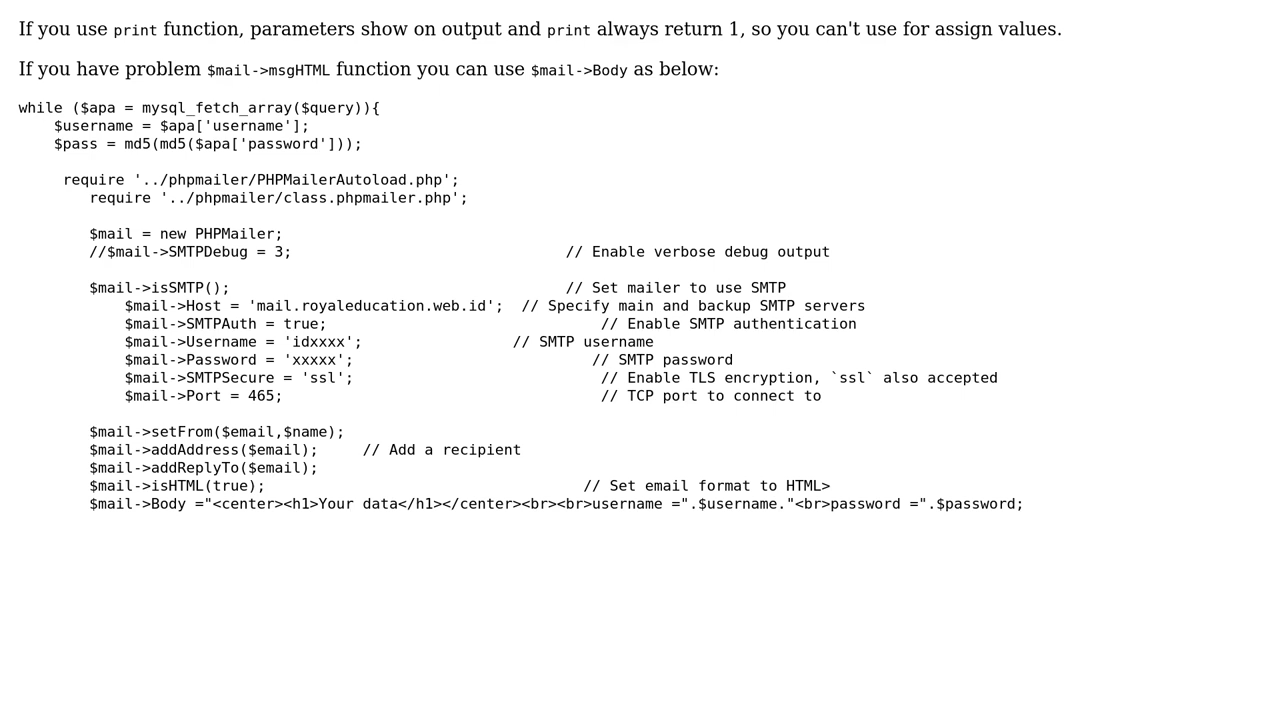 If you use print function, parameters show on output and print always return 1, so you can't use for assign values.
If you have problem $mail->msgHTML function you can use $mail->Body as below:
while ($apa = mysql_fetch_array($query)){
    $username = $apa['username'];
    $pass = md5(md5($apa['password']));

     require '../phpmailer/PHPMailerAutoload.php';
        require '../phpmailer/class.phpmailer.php';

        $mail = new PHPMailer;
        //$mail->SMTPDebug = 3;                               // Enable verbose debug output

        $mail->isSMTP();                                      // Set mailer to use SMTP
            $mail->Host = 'mail.royaleducation.web.id';  // Specify main and backup SMTP servers
            $mail->SMTPAuth = true;                               // Enable SMTP authentication
            $mail->Username = 'idxxxx';                 // SMTP username
            $mail->Password = 'xxxxx';                           // SMTP password
            $mail->SMTPSecure = 'ssl';                            // Enable TLS encryption, `ssl` also accepted
            $mail->Port = 465;                                    // TCP port to connect to

        $mail->setFrom($email,$name);
        $mail->addAddress($email);     // Add a recipient
        $mail->addReplyTo($email);
        $mail->isHTML(true);                                    // Set email format to HTML>
        $mail->Body ="<center><h1>Your data</h1></center><br><br>username =".$username."<br>password =".$password;